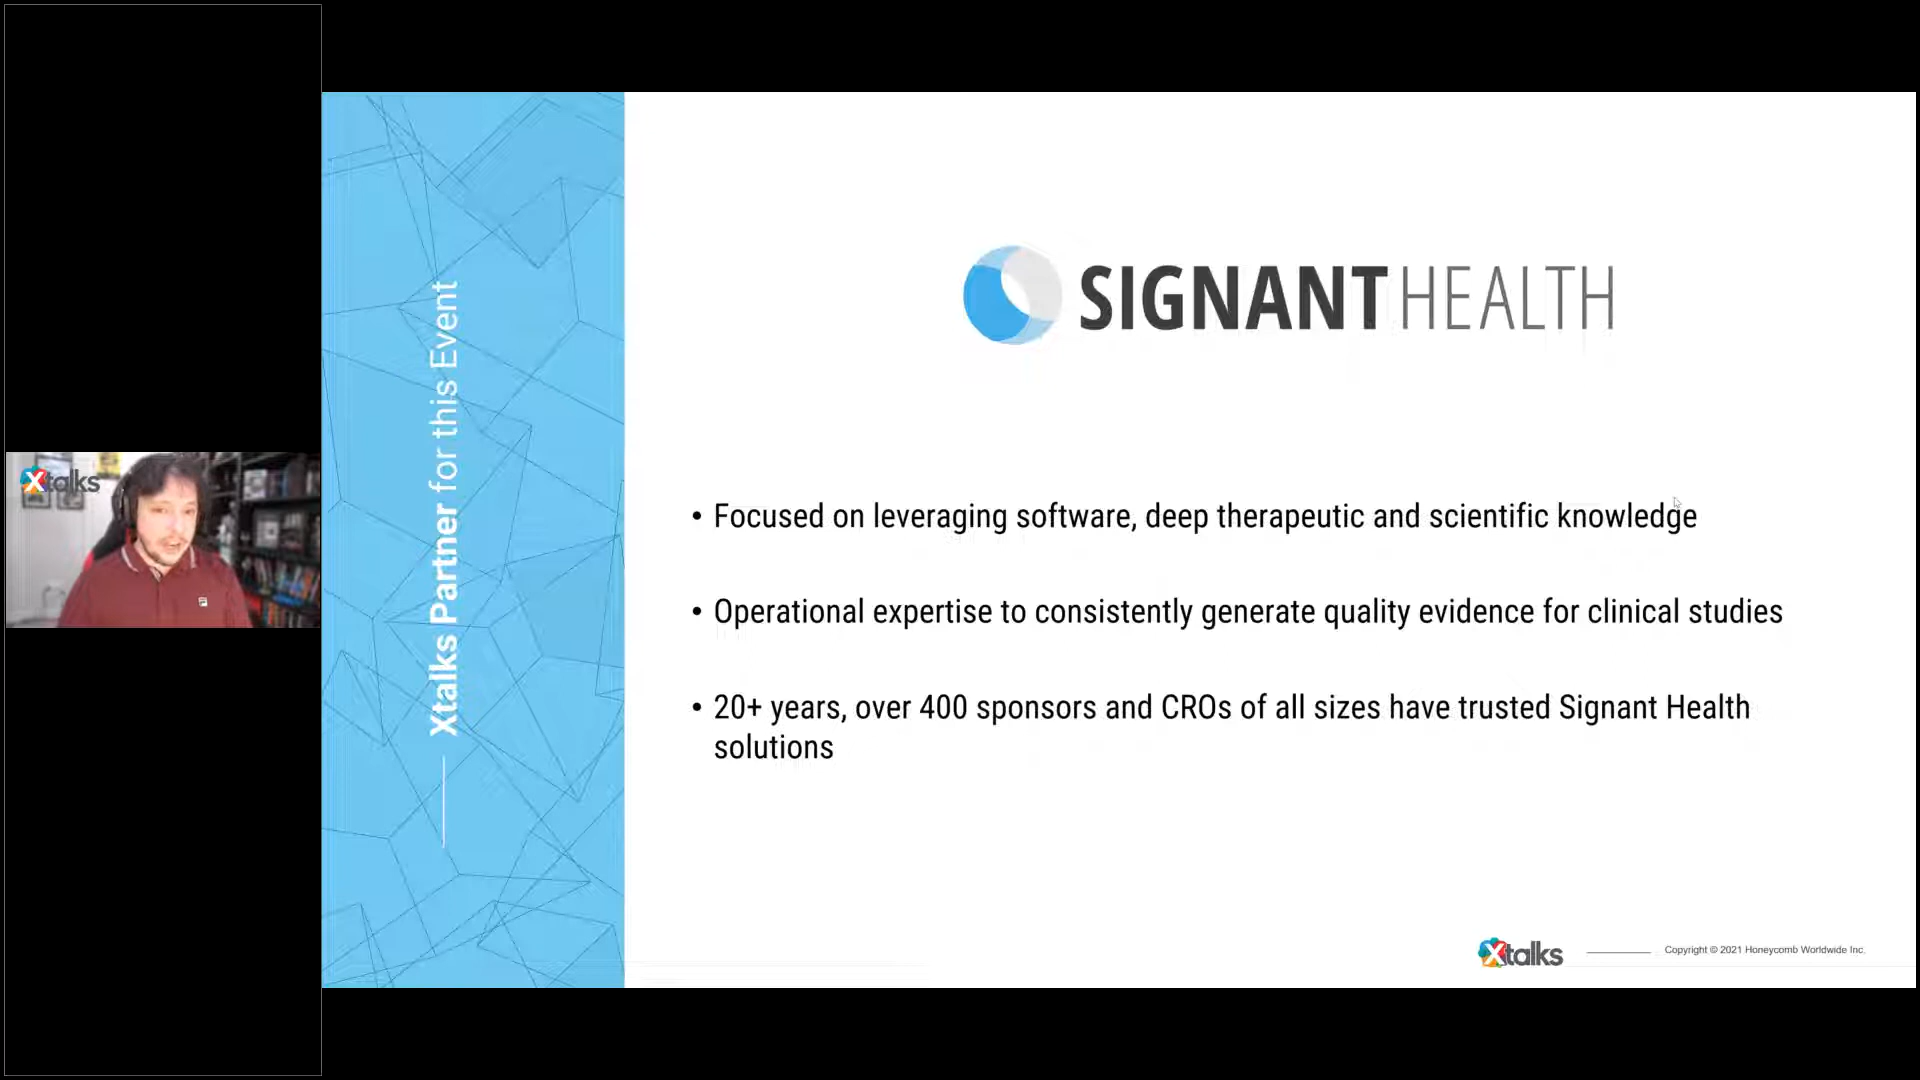 Xtalks
Xtalks Partner for this Event
SIGNANTHEALTH
• Focused on leveraging software, deep therapeutic and scientific knowledge
• Operational expertise to consistently generate quality evidence for clinical studies
• 20+ years, over 400 sponsors and CROs of all sizes have trusted Signant Health
solutions
Xtalks
Copyright © 2021 Honeycomb Worldwide Inc.